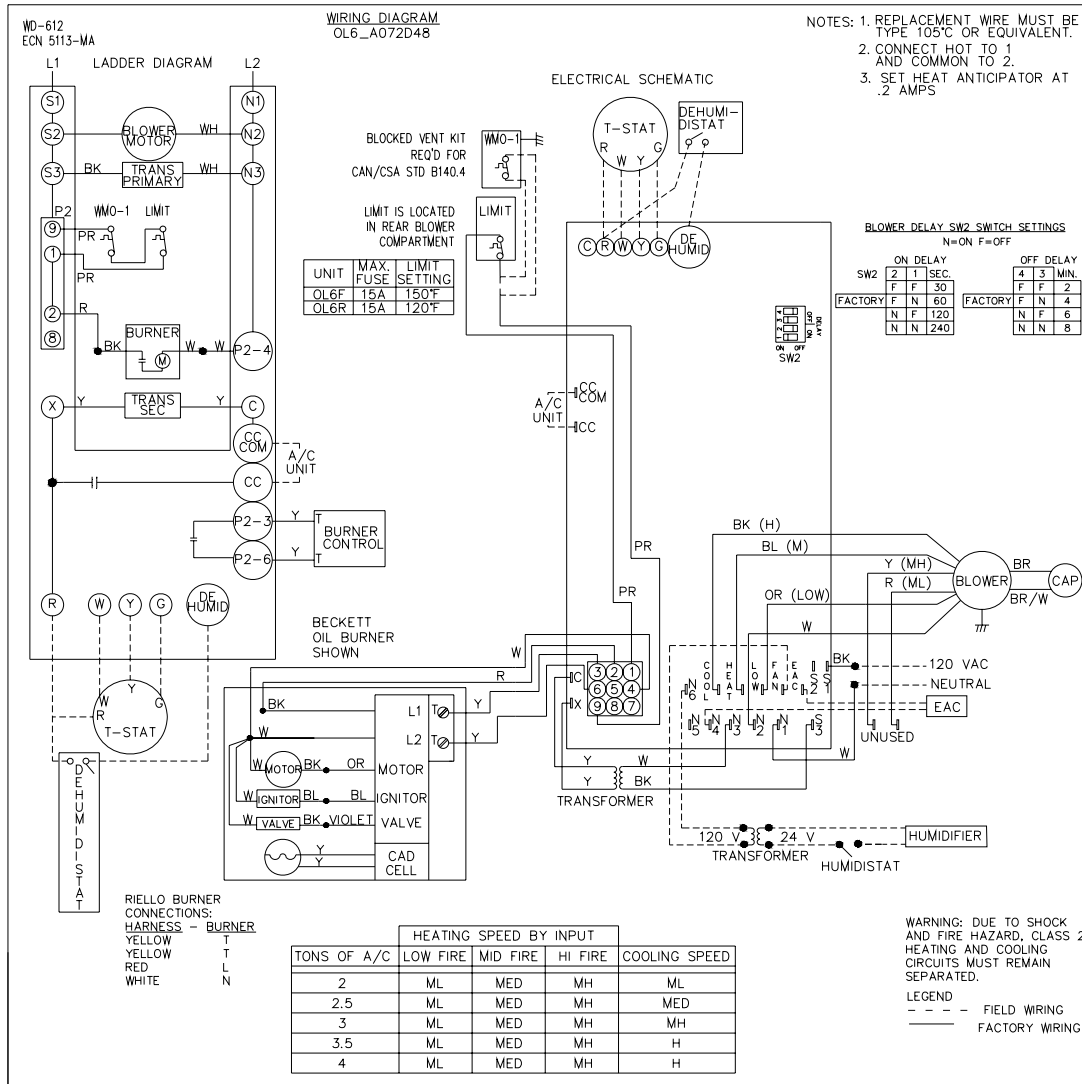 WIRING DIAGRAM
OL6_A072D48
WD-612
ECN 5113-MA
L1 LADDER DIAGRAM L2
S1
N1
S2
BLOWER
MOTOR
WH
N2
S3
BK
TRANS
PRIMARY
WH
N3
P2
9
WMO-1
LIMIT
PR
1
PR
2
R
8
BK
BURNER
M
W
W
P2-4
X
Y
TRANS
SEC
Y
C
CC
COM
A/C
UNIT
CC
P2-3
Y
T
BURNER
CONTROL
P2-6
Y
T
R
W
Y
G
DE
HUMID
W
Y
G
R
T-STAT
DEHUMIDISTAT
BLOCKED VENT KIT
REQ'D FOR
CAN/CSA STD B140.4
WMO-1
LIMIT IS LOCATED
IN REAR BLOWER
COMPARTMENT
LIMIT
UNIT MAX. FUSE LIMIT SETTING
OL6F 15A 150°F
OL6R 15A 120°F
ELECTRICAL SCHEMATIC
T-STAT
R W Y G
DEHUMI-
DISTAT
C R W Y G
DE
HUMID
NOTES: 1. REPLACEMENT WIRE MUST BE
TYPE 105°C OR EQUIVALENT.
2. CONNECT HOT TO 1
AND COMMON TO 2.
3. SET HEAT ANTICIPATOR AT
.2 AMPS
BLOWER DELAY SW2 SWITCH SETTINGS
N=ON F=OFF
ON DELAY
SW2 2 1 SEC.
F F 30
FACTORY F N 60
N F 120
N N 240
OFF DELAY
4 3 MIN.
F F 2
FACTORY F N 4
N F 6
N N 8
1 2 3 4
OFF ON
DELAY
ON OFF
SW2
CC
COM
A/C
UNIT
CC
PR
PR
BK (H)
BL (M)
Y (MH)
R (ML)
OR (LOW)
W
BLOWER
BR
BR/W
CAP
BECKETT
OIL BURNER
SHOWN
W
R
C
X
3 2 1
6 5 4
9 8 7
N6
COOL
HEAT
LOW
FAN
EAC
S2
S1
BK
120 VAC
NEUTRAL
EAC
N5
N4
N3
N2
N1
S3
W
UNUSED
BK
L1
T
Y
W
L2
T
Y
W
MOTOR
BK
OR
MOTOR
W
IGNITOR
BL
BL
IGNITOR
W
VALVE
BK
VIOLET
VALVE
Y
Y
CAD
CELL
Y
Y
W
BK
TRANSFORMER
120 V
24 V
TRANSFORMER
HUMIDISTAT
HUMIDIFIER
RIELLO BURNER
CONNECTIONS:
HARNESS - BURNER
YELLOW T
YELLOW T
RED L
WHITE N
HEATING SPEED BY INPUT
TONS OF A/C LOW FIRE MID FIRE HI FIRE COOLING SPEED
2 ML MED MH ML
2.5 ML MED MH MED
3 ML MED MH MH
3.5 ML MED MH H
4 ML MED MH H
WARNING: DUE TO SHOCK
AND FIRE HAZARD, CLASS 2
HEATING AND COOLING
CIRCUITS MUST REMAIN
SEPARATED.
LEGEND
FIELD WIRING
FACTORY WIRING